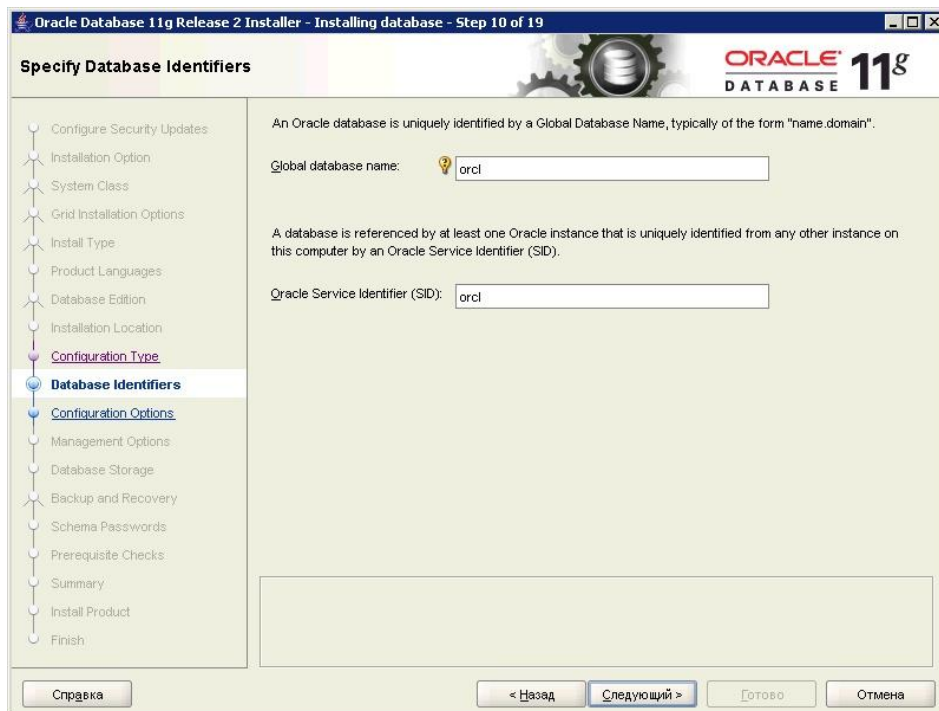 Oracle Database 11g Release 2 Installer - Installing database - Step 10 of 19
Specify Database Identifiers
ORACLE
DATABASE
11g
Configure Security Updates
Installation Option
System Class
Grid Installation Options
Install Type
Product Languages
Database Edition
Installation Location
Configuration Type
Database Identifiers
Configuration Options
Management Options
Database Storage
Backup and Recovery
Schema Passwords
Prerequisite Checks
Summary
Install Product
Finish
An Oracle database is uniquely identified by a Global Database Name, typically of the form "name.domain".
Global database name: orcl
A database is referenced by at least one Oracle instance that is uniquely identified from any other instance on
this computer by an Oracle Service Identifier (SID).
Oracle Service Identifier (SID): orcl
Справка
< Назад
Следующий >
Готово
Отмена